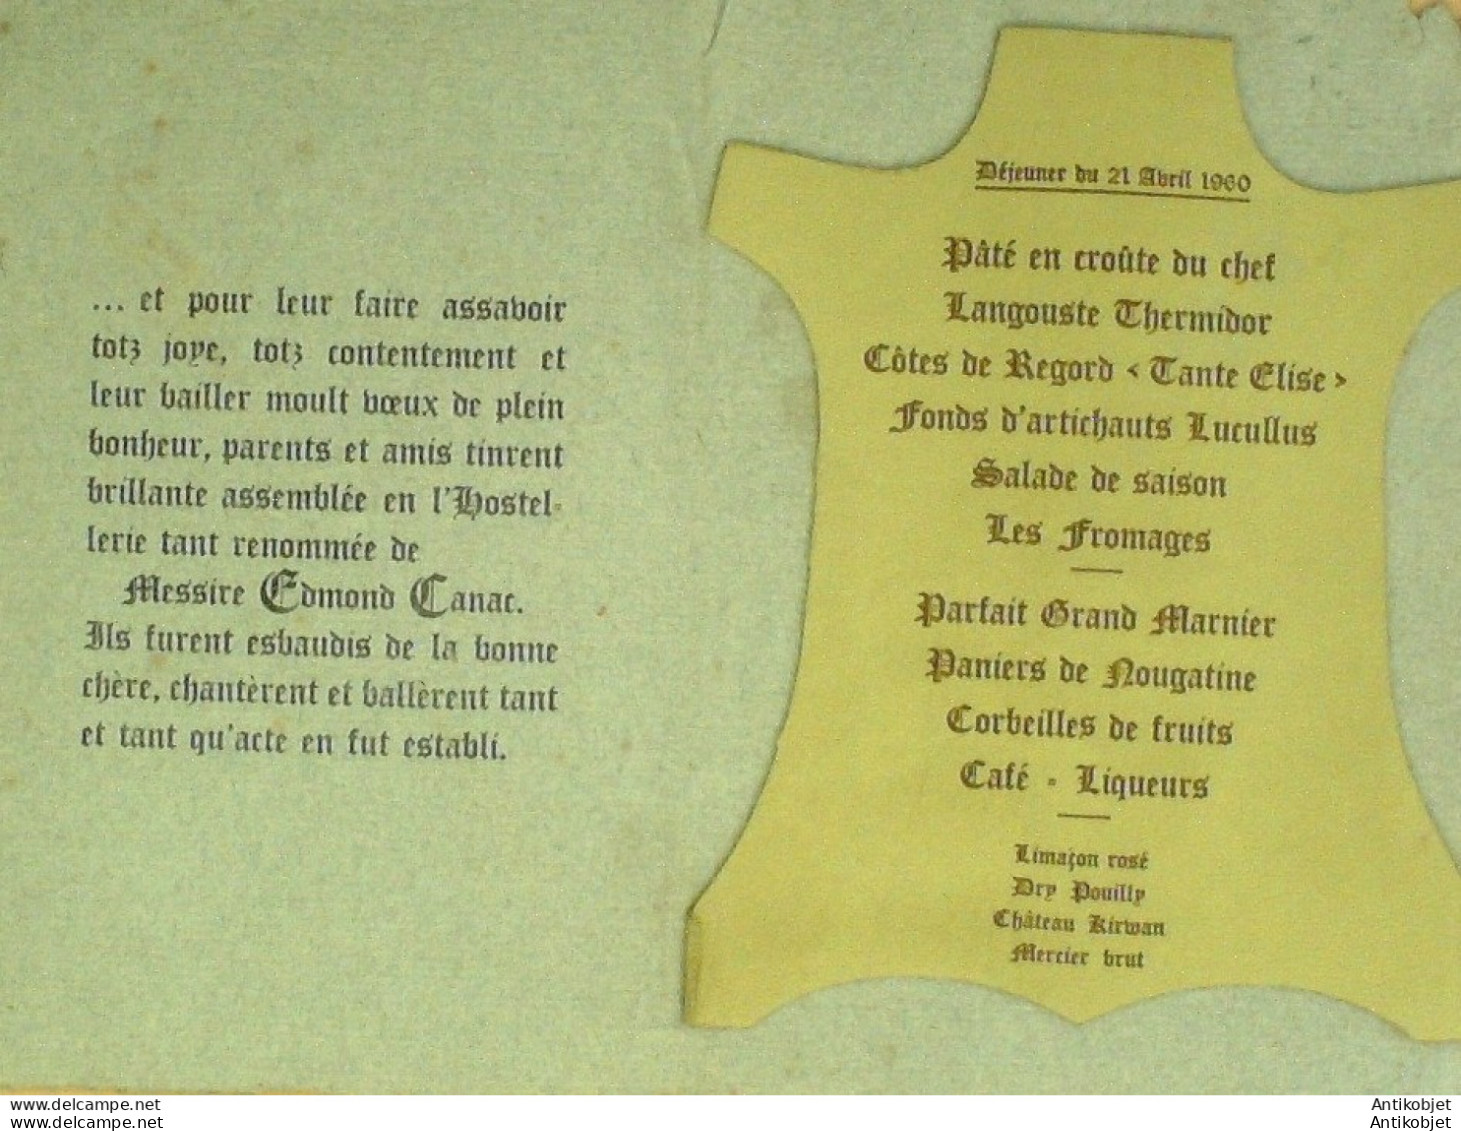 ... et pour leur faire assavoir
totz joye, totz contentement et
leur bailler moult vœux de plein
bonheur, parents et amis tinrent
brillante assemblée en l'Hostel-
lerie tant renommée de
Messire Edmond Canac.
Ils furent esbaudis de la bonne
chère, chantèrent et ballèrent tant
et tant qu'acte en fut establi.
Déjeuner du 21 Avril 1960
Pâté en croûte du chef
Langouste Thermidor
Côtes de Regord < Tante Elise >
Fonds d'artichauts Lucullus
Salade de saison
Les Fromages
Parfait Grand Marnier
Paniers de Nougatine
Corbeilles de fruits
Café - Liqueurs
Limaçon rosé
Dry Pouilly
Château Kirwan
Mercier brut
www.delcampe.net
www.delcampe.net
Antikobjet
Antikobjet